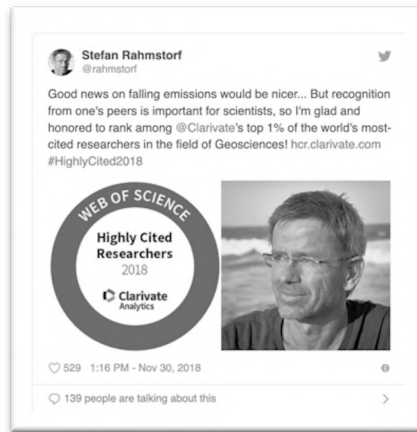 Stefan Rahmstorf
@rahmstorf
Good news on falling emissions would be nicer... But recognition
from one's peers is important for scientists, so I'm glad and
honored to rank among @Clarivate's top 1% of the world's most-
cited researchers in the field of Geosciences! hcr.clarivate.com
#HighlyCited2018
WEB OF SCIENCE
Highly Cited
Researchers
2018
Clarivate
Analytics
529 1:16 PM - Nov 30, 2018
139 people are talking about this